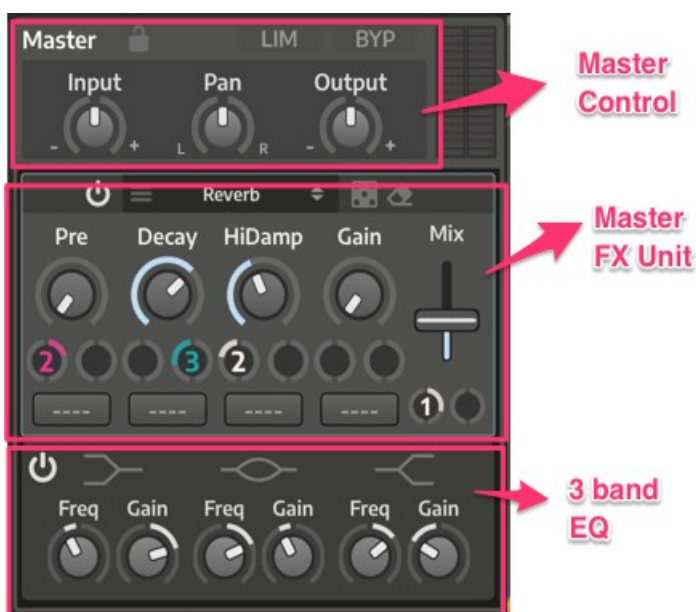 Master LIM BYP
Input Pan Output
- + L R - +
Master
Control
Reverb
Pre Decay HiDamp Gain Mix
Master
FX Unit
2 3 2
---- ---- ---- ----
1
3 band
EQ
Freq Gain Freq Gain Freq Gain